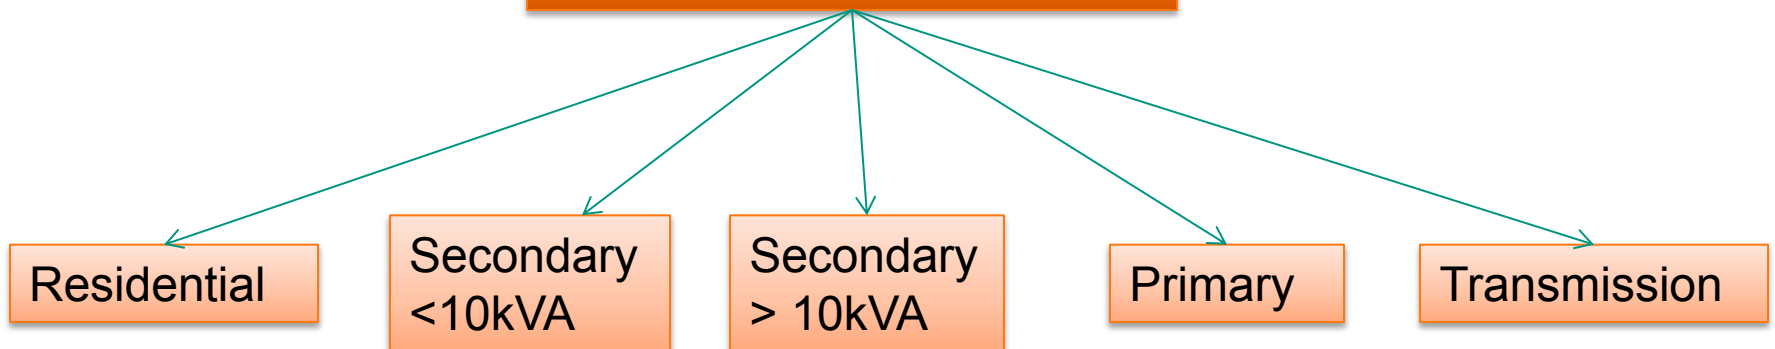 Residential
Secondary
<10kVA
Secondary
> 10kVA
Primary
Transmission